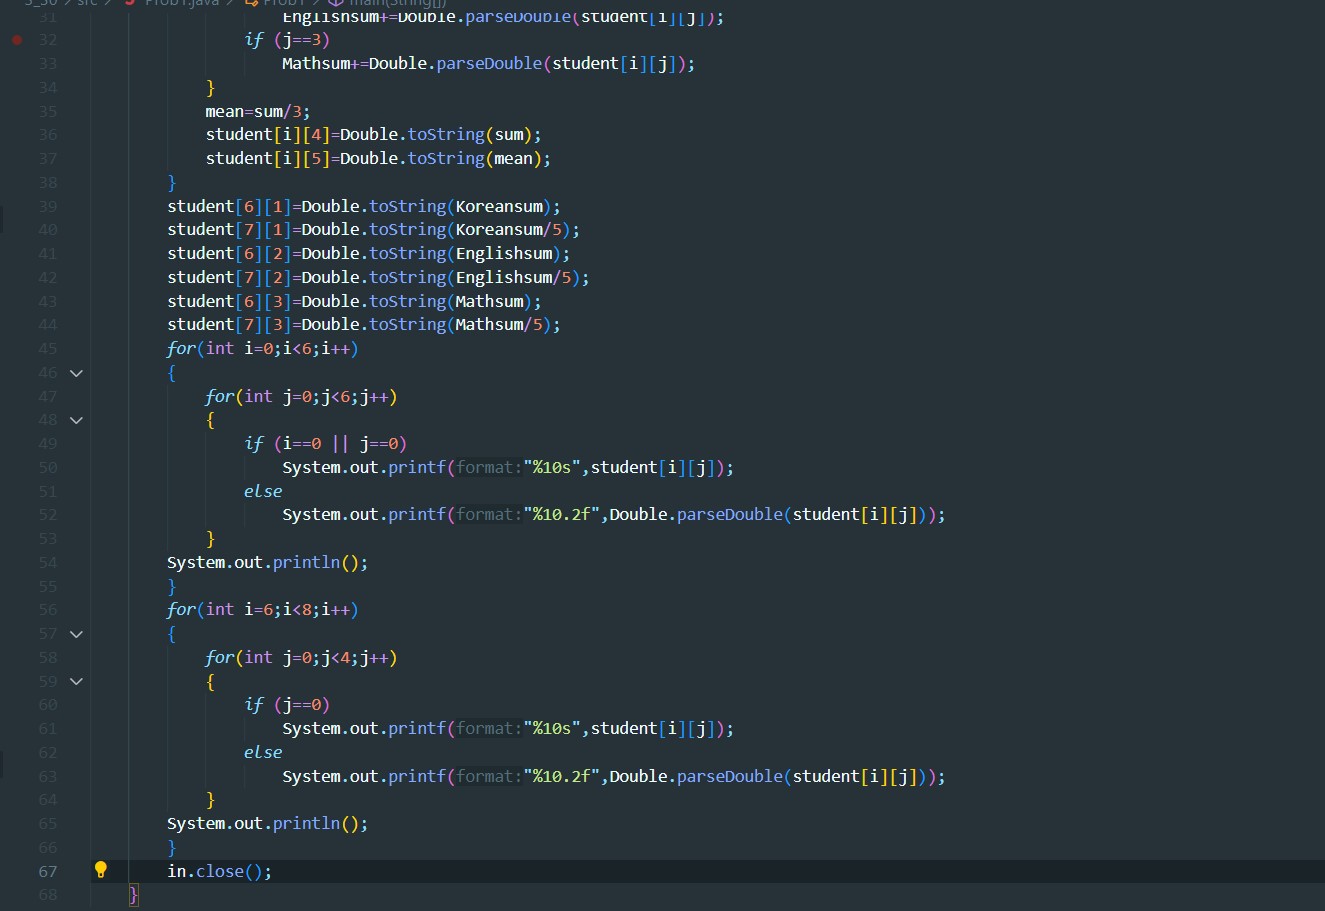 5_30 > src > Prob1.java > Prob1 > main(String[])
31 Englishsum+=Double.parseDouble(student[i][j]);
32 if (j==3)
33 Mathsum+=Double.parseDouble(student[i][j]);
34 }
35 mean=sum/3;
36 student[i][4]=Double.toString(sum);
37 student[i][5]=Double.toString(mean);
38 }
39 student[6][1]=Double.toString(Koreansum);
40 student[7][1]=Double.toString(Koreansum/5);
41 student[6][2]=Double.toString(Englishsum);
42 student[7][2]=Double.toString(Englishsum/5);
43 student[6][3]=Double.toString(Mathsum);
44 student[7][3]=Double.toString(Mathsum/5);
45 for(int i=0;i<6;i++)
46 {
47 for(int j=0;j<6;j++)
48 {
49 if (i==0 || j==0)
50 System.out.printf(format:"%10s",student[i][j]);
51 else
52 System.out.printf(format:"%10.2f",Double.parseDouble(student[i][j]));
53 }
54 System.out.println();
55 }
56 for(int i=6;i<8;i++)
57 {
58 for(int j=0;j<4;j++)
59 {
60 if (j==0)
61 System.out.printf(format:"%10s",student[i][j]);
62 else
63 System.out.printf(format:"%10.2f",Double.parseDouble(student[i][j]));
64 }
65 System.out.println();
66 }
67 in.close();
68 }